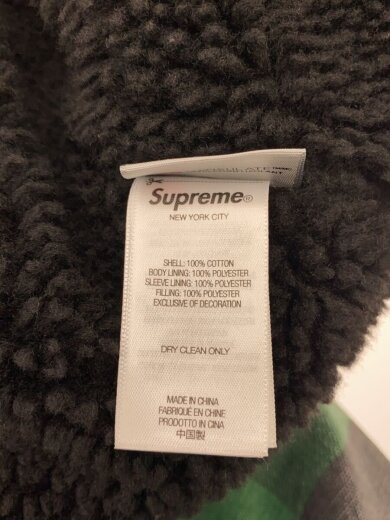 Supreme®
NEW YORK CITY
SHELL: 100% COTTON
BODY LINING: 100% POLYESTER
SLEEVE LINING: 100% POLYESTER
FILLING: 100% POLYESTER
EXCLUSIVE OF DECORATION
DRY CLEAN ONLY
MADE IN CHINA
FABRIQUÉ EN CHINE
PRODOTTO IN CINA
中国製